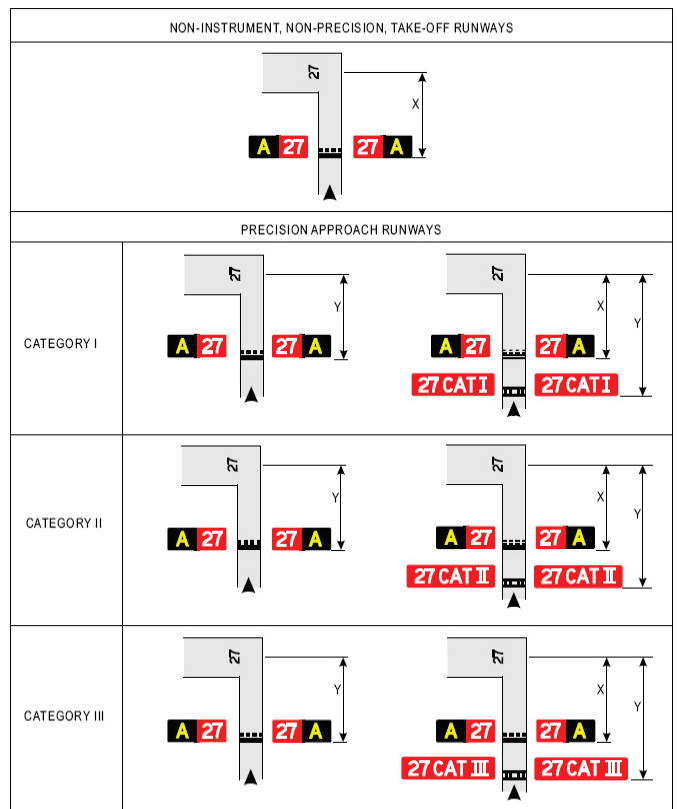 NON-INSTRUMENT, NON-PRECISION, TAKE-OFF RUNWAYS
27
X
A 27 27 A
PRECISION APPROACH RUNWAYS
CATEGORY I
27
Y
A 27 27 A
27
X
Y
A 27 27 A
27 CAT I 27 CAT I
CATEGORY II
27
Y
A 27 27 A
27
X
Y
A 27 27 A
27 CAT II 27 CAT II
CATEGORY III
27
Y
A 27 27 A
27
X
Y
A 27 27 A
27 CAT III 27 CAT III